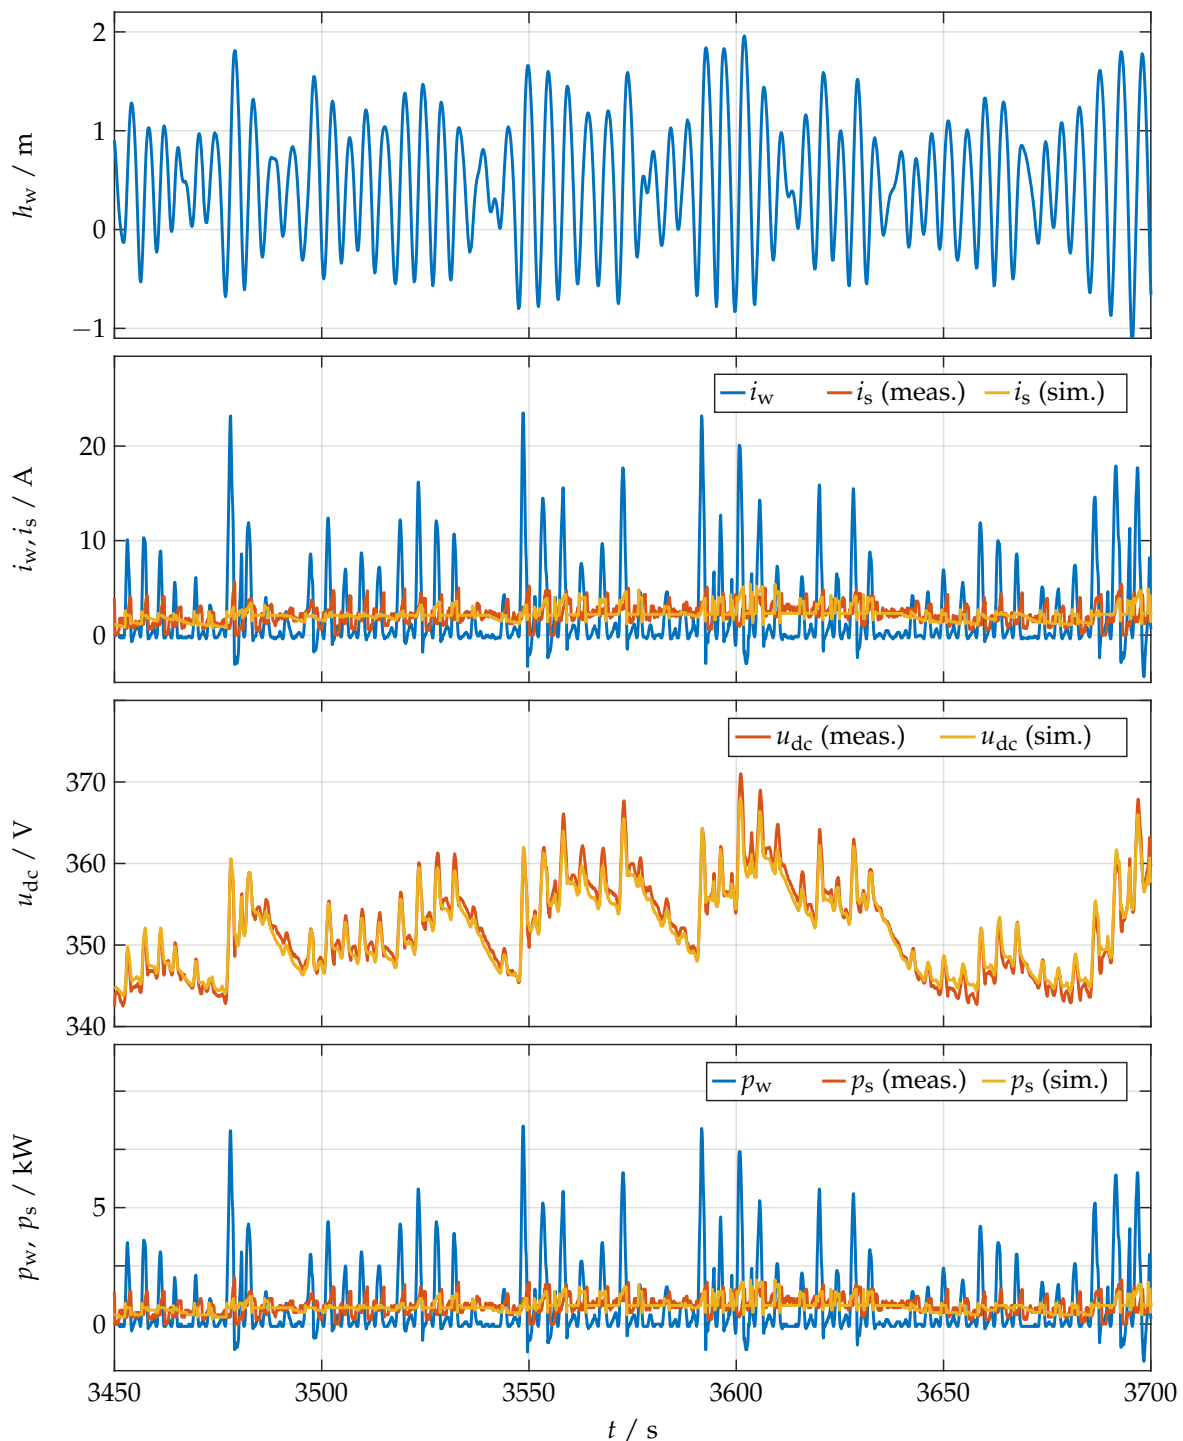 2
1
0
−1
h_w / m
i_w i_s (meas.) i_s (sim.)
20
10
0
i_w, i_s / A
u_dc (meas.) u_dc (sim.)
370
360
350
340
u_dc / V
p_w p_s (meas.) p_s (sim.)
5
0
p_w, p_s / kW
3450 3500 3550 3600 3650 3700
t / s